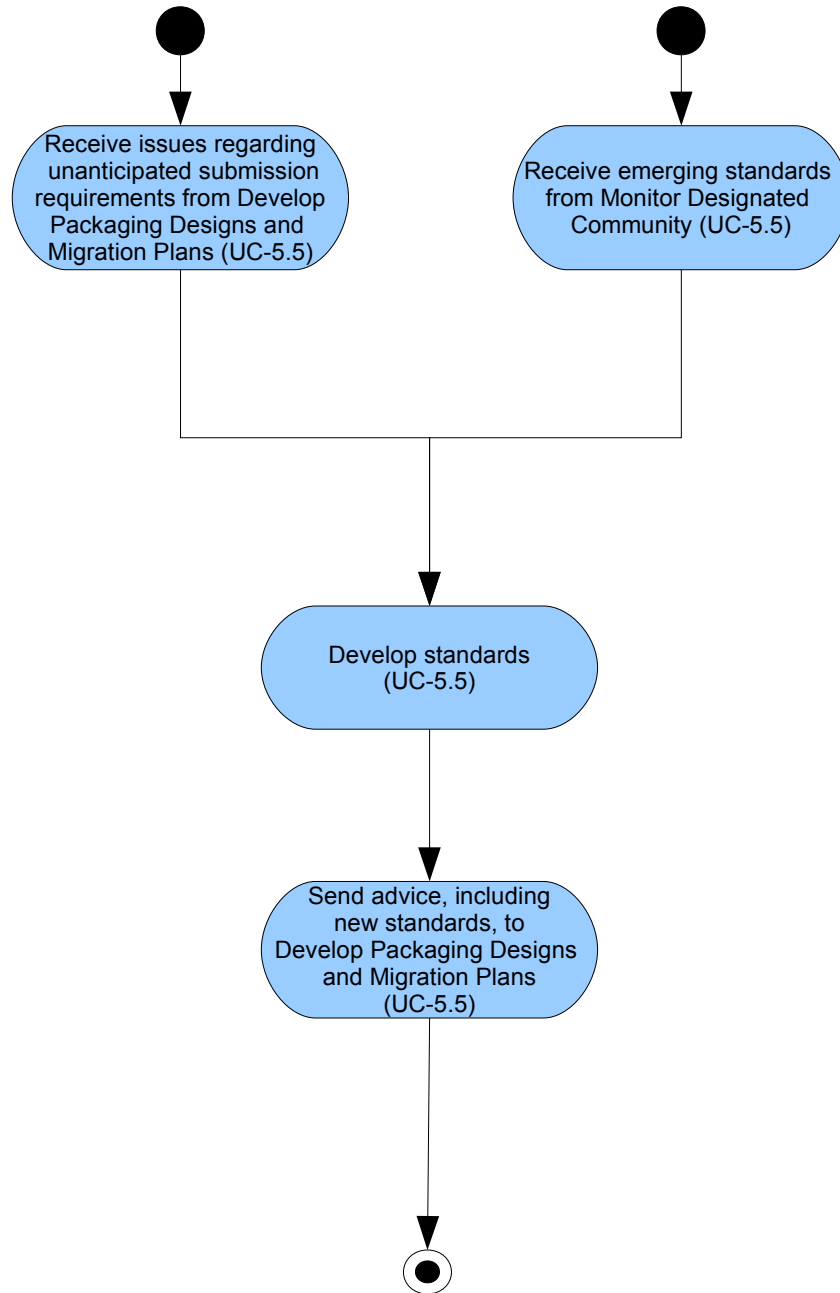 Receive issues regarding
unanticipated submission
requirements from Develop
Packaging Designs and
Migration Plans (UC-5.5)
Receive emerging standards
from Monitor Designated
Community (UC-5.5)
Develop standards
(UC-5.5)
Send advice, including
new standards, to
Develop Packaging Designs
and Migration Plans
(UC-5.5)